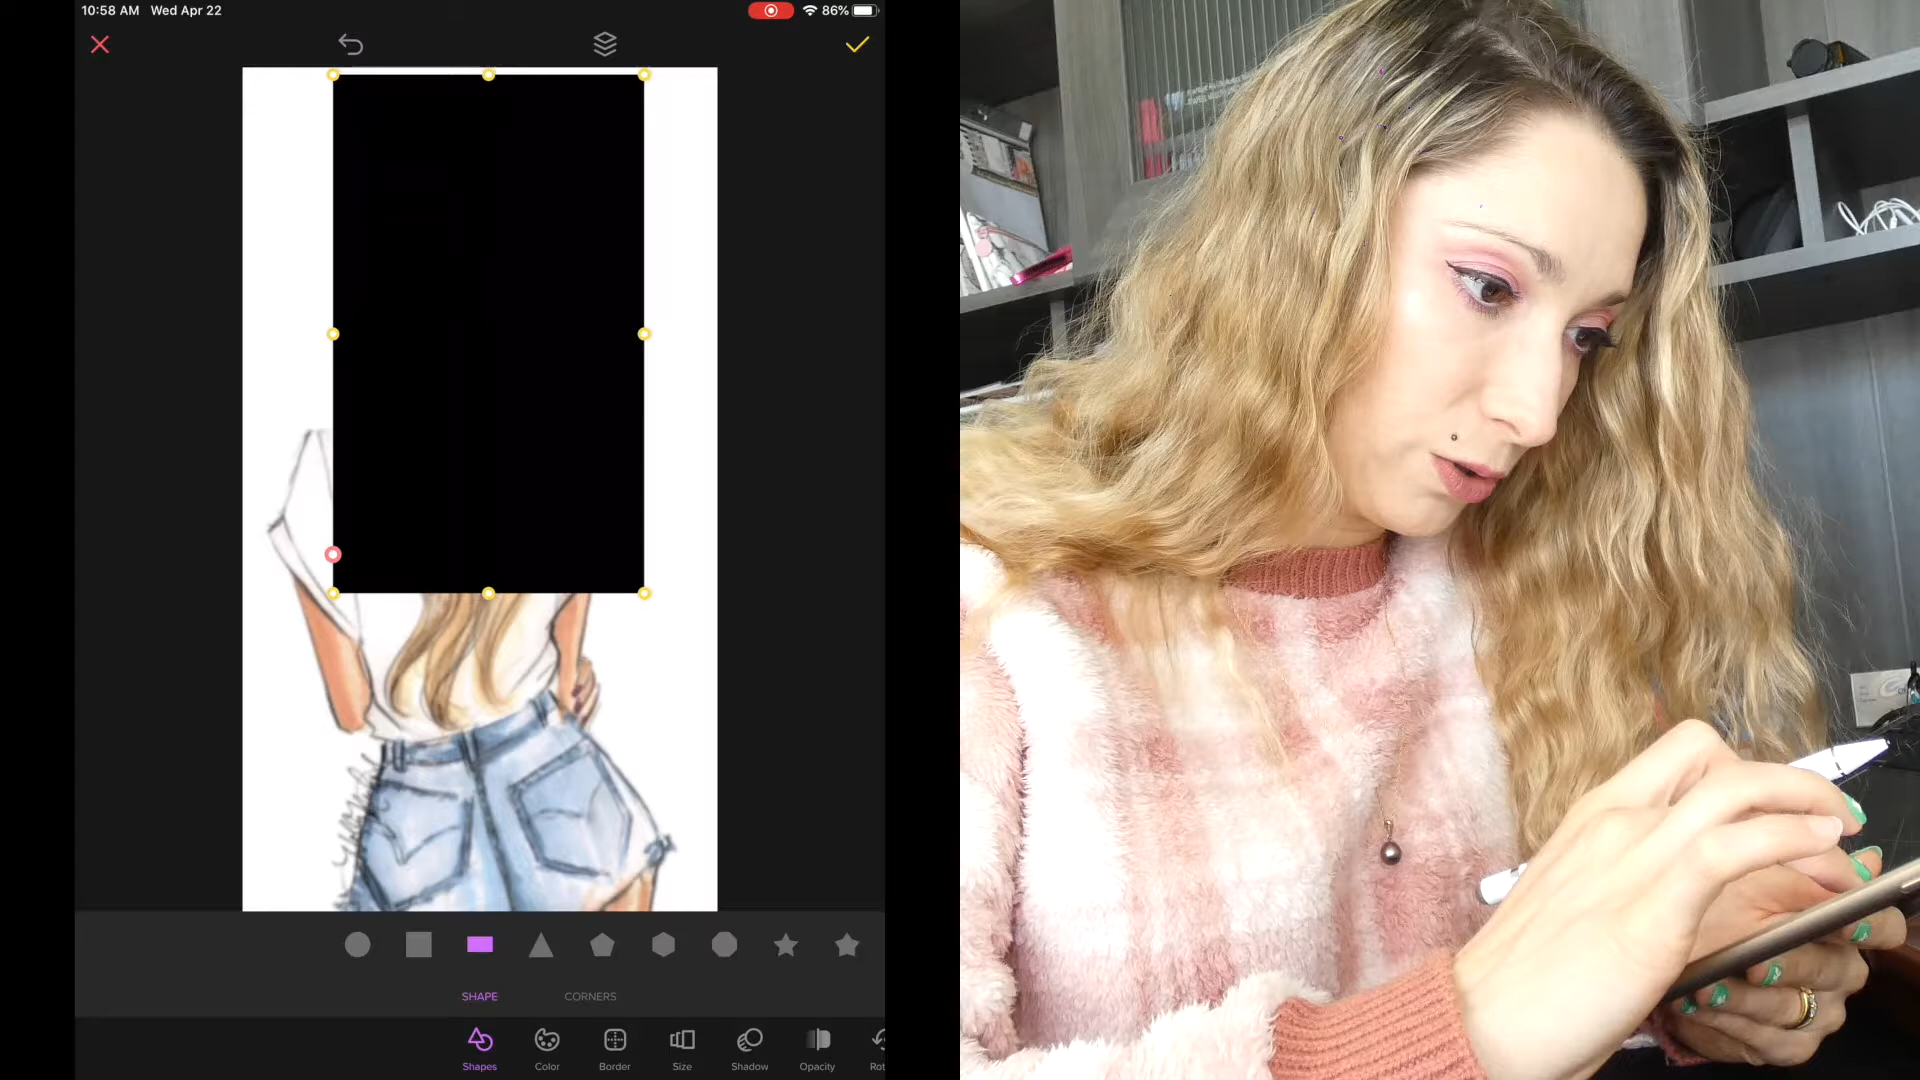 10:58 AM Wed Apr 22
86%
SHAPE CORNERS
Shapes Color Border Size Shadow Opacity Rot